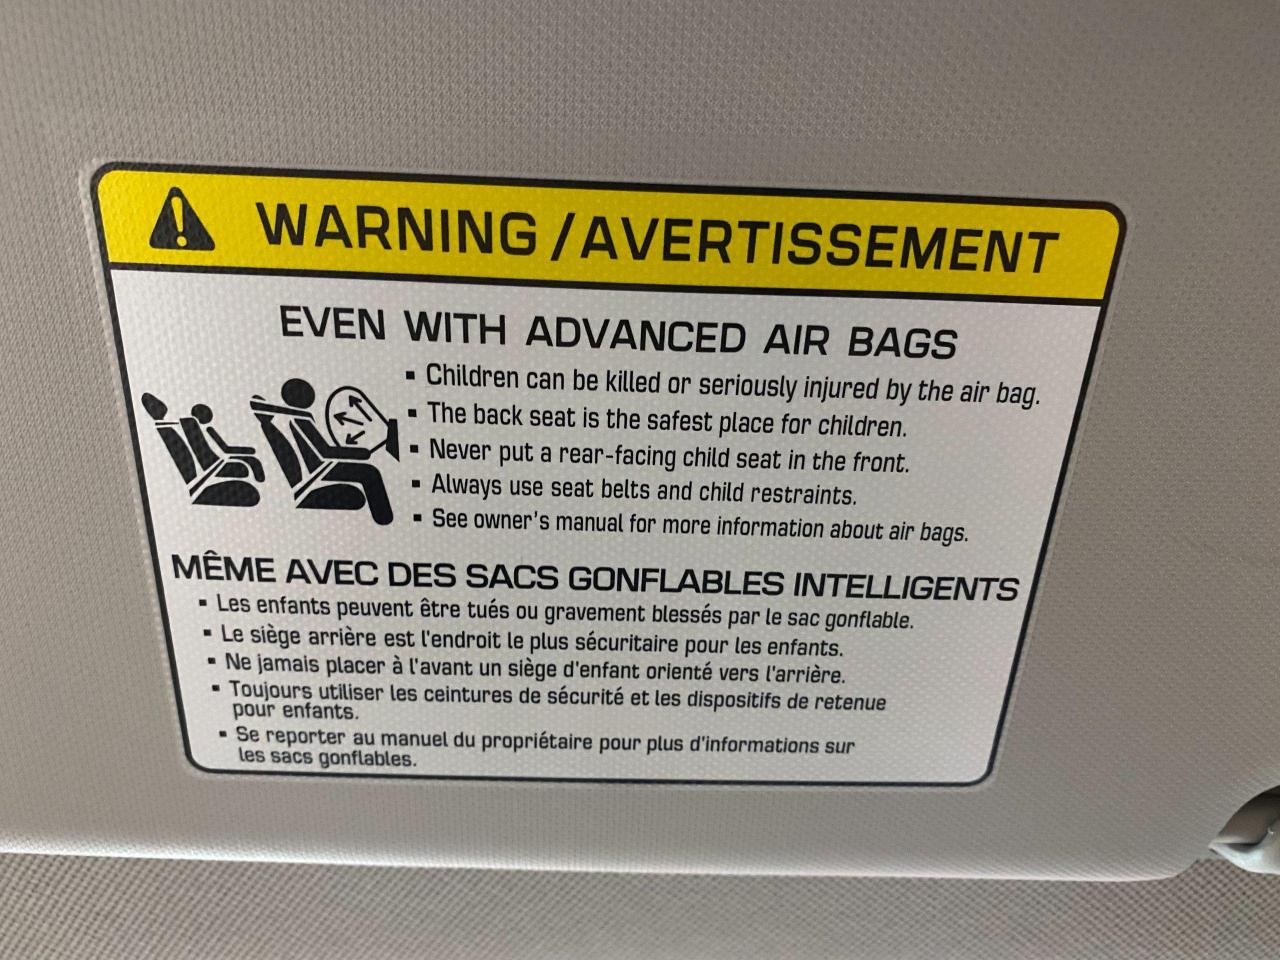 WARNING/AVERTISSEMENT
EVEN WITH ADVANCED AIR BAGS
▪ Children can be killed or seriously injured by the air bag.
▪ The back seat is the safest place for children.
▪ Never put a rear-facing child seat in the front.
▪ Always use seat belts and child restraints.
▪ See owner's manual for more information about air bags.
MÊME AVEC DES SACS GONFLABLES INTELLIGENTS
▪ Les enfants peuvent être tués ou gravement blessés par le sac gonflable.
▪ Le siège arrière est l'endroit le plus sécuritaire pour les enfants.
▪ Ne jamais placer à l'avant un siège d'enfant orienté vers l'arrière.
▪ Toujours utiliser les ceintures de sécurité et les dispositifs de retenue
pour enfants.
▪ Se reporter au manuel du propriétaire pour plus d'informations sur
les sacs gonflables.